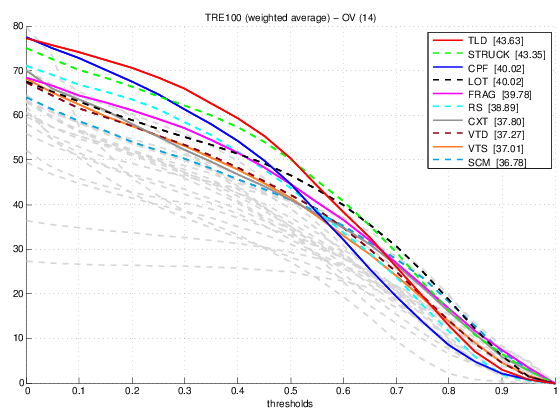 TRE100 (weighted average) – OV (14)
80
70
60
50
40
30
20
10
0
0
0.1
0.2
0.3
0.4
0.5
0.6
0.7
0.8
0.9
1
thresholds
TLD [43.63]
STRUCK [43.35]
CPF [40.02]
LOT [40.02]
FRAG [39.78]
RS [38.89]
CXT [37.80]
VTD [37.27]
VTS [37.01]
SCM [36.78]